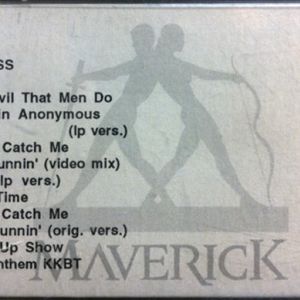 SS
vil That Men Do
in Anonymous
(lp vers.)
Catch Me
unnin' (video mix)
lp vers.)
Time
Catch Me
unnin' (orig. vers.)
Up Show
nthem KKBT
MAVERICK